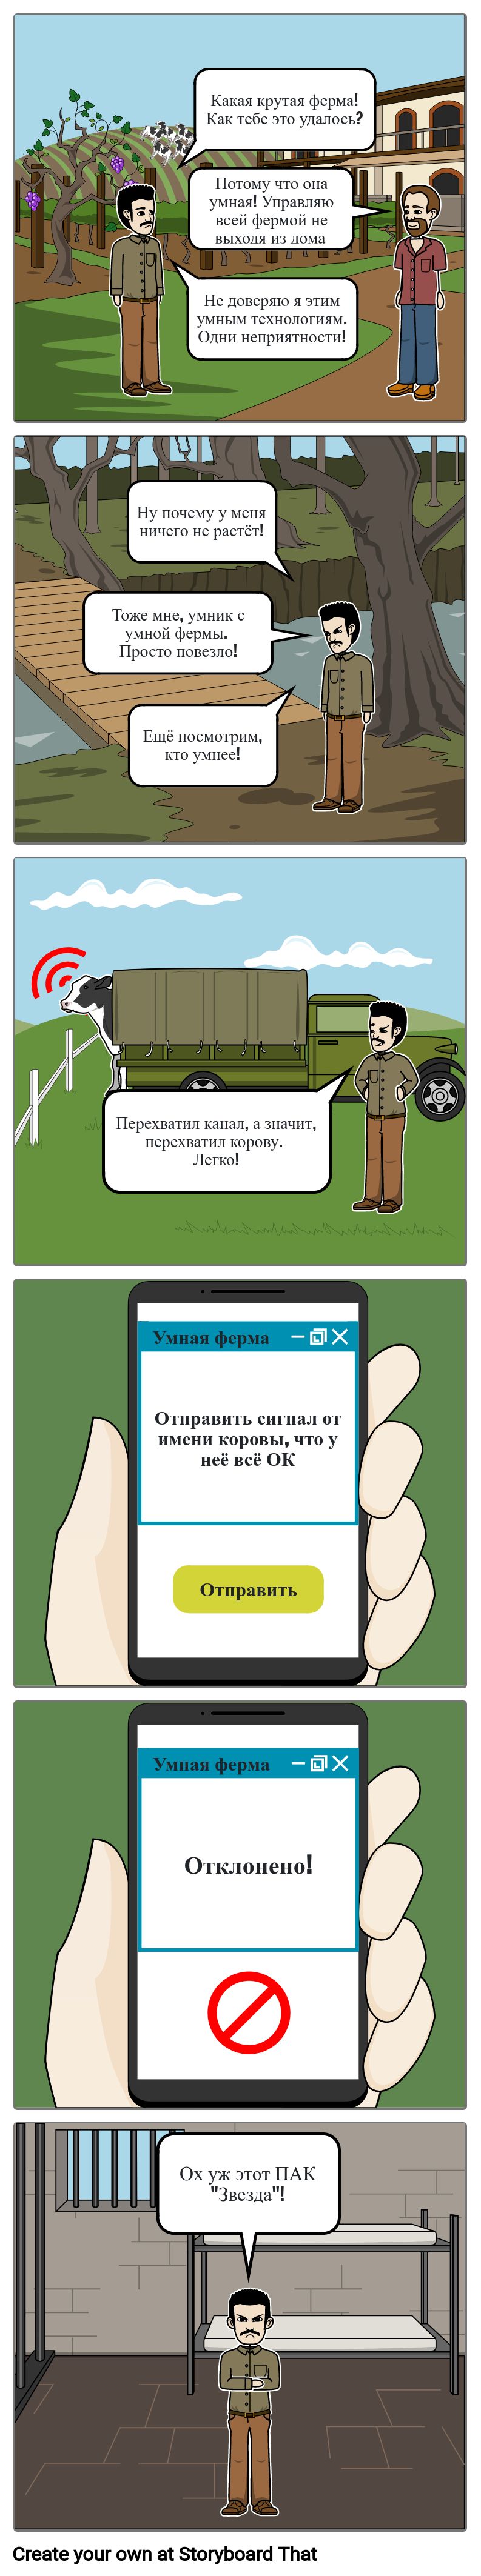 Какая крутая ферма!
Как тебе это удалось?
Потому что она
умная! Управляю
всей фермой не
выходя из дома
Не доверяю я этим
умным технологиям.
Одни неприятности!
Ну почему у меня
ничего не растёт!
Тоже мне, умник с
умной фермы.
Просто повезло!
Ещё посмотрим,
кто умнее!
Перехватил канал, а значит,
перехватил корову.
Легко!
Умная ферма
Отправить сигнал от
имени коровы, что у
неё всё ОК
Отправить
Умная ферма
Отклонено!
Ох уж этот ПАК
"Звезда"!
Create your own at Storyboard That